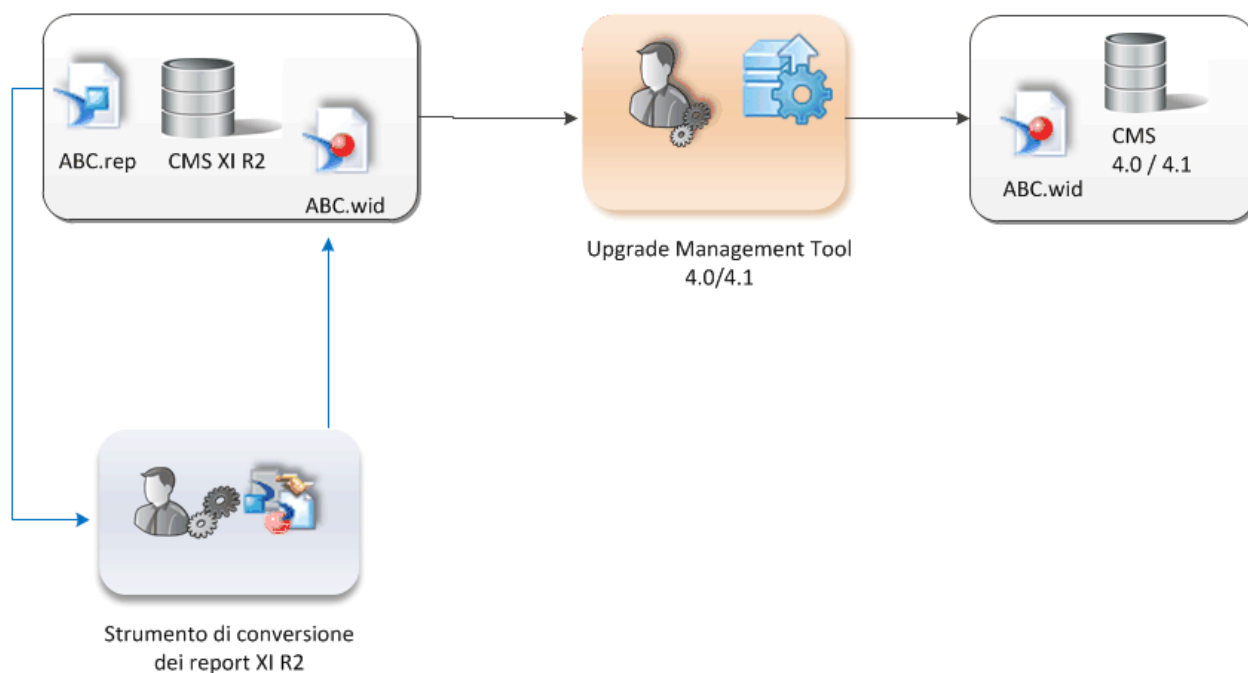 ABC.rep
CMS XI R2
ABC.wid
Upgrade Management Tool
4.0/4.1
ABC.wid
CMS
4.0 / 4.1
Strumento di conversione
dei report XI R2